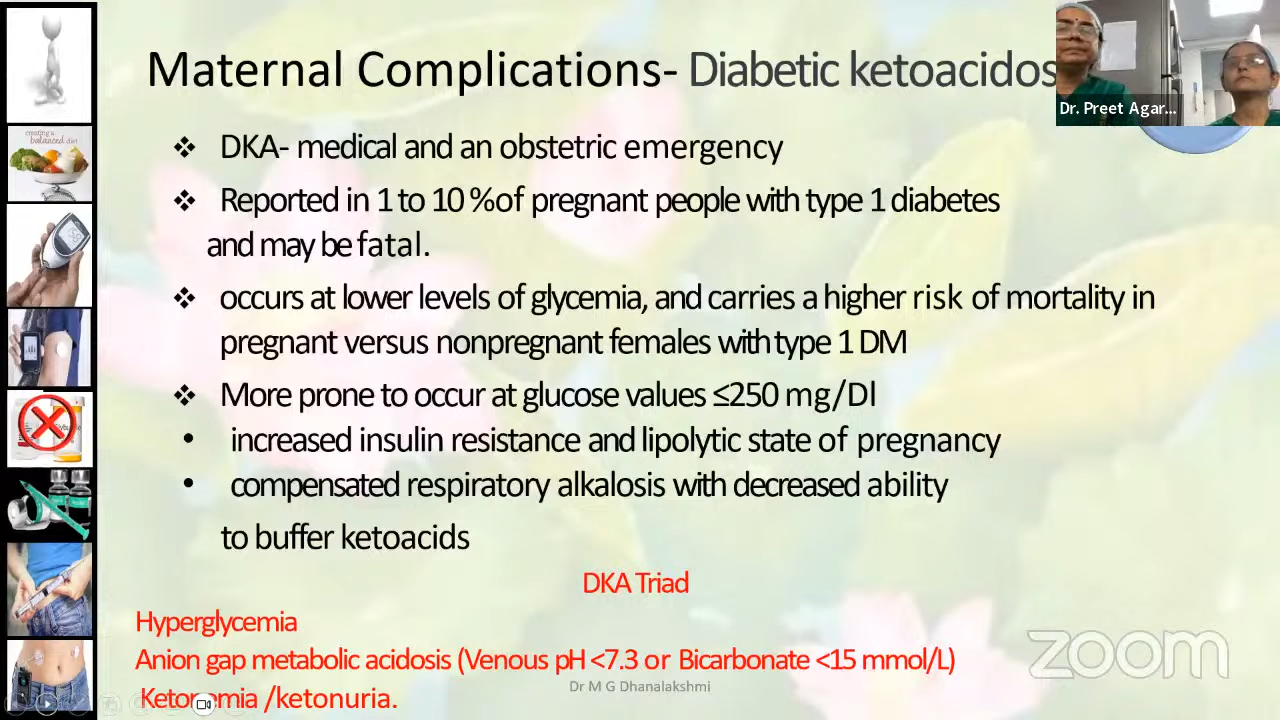 Maternal Complications- Diabetic ketoacidos
Dr. Preet Agar...
❖ DKA- medical and an obstetric emergency
❖ Reported in 1 to 10 %of pregnant people with type 1 diabetes
and may be fatal.
❖ occurs at lower levels of glycemia, and carries a higher risk of mortality in
pregnant versus nonpregnant females with type 1 DM
❖ More prone to occur at glucose values ≤250 mg/Dl
• increased insulin resistance and lipolytic state of pregnancy
• compensated respiratory alkalosis with decreased ability
to buffer ketoacids
DKA Triad
Hyperglycemia
Anion gap metabolic acidosis (Venous pH <7.3 or Bicarbonate <15 mmol/L)
Ketonemia /ketonuria.
Dr M G Dhanalakshmi
zoom
creating a
balanced diet